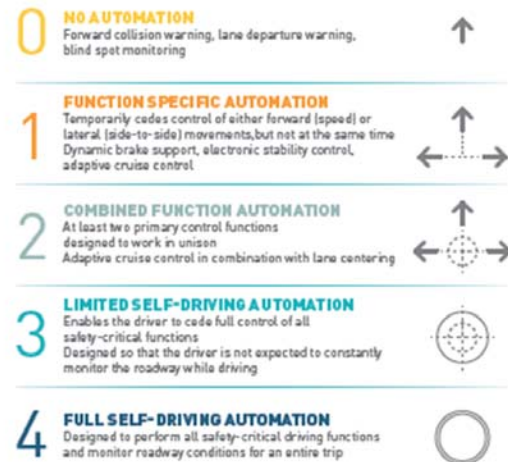 0
NO AUTOMATION
Forward collision warning, lane departure warning,
blind spot monitoring
1
FUNCTION SPECIFIC AUTOMATION
Temporarily cedes control of either forward (speed) or
lateral (side-to-side) movements,but not at the same time
Dynamic brake support, electronic stability control,
adaptive cruise control
2
COMBINED FUNCTION AUTOMATION
At least two primary control functions
designed to work in unison
Adaptive cruise control in combination with lane centering
3
LIMITED SELF-DRIVING AUTOMATION
Enables the driver to cede full control of all
safety-critical functions
Designed so that the driver is not expected to constantly
monitor the roadway while driving
4
FULL SELF-DRIVING AUTOMATION
Designed to perform all safety-critical driving functions
and monitor roadway conditions for an entire trip